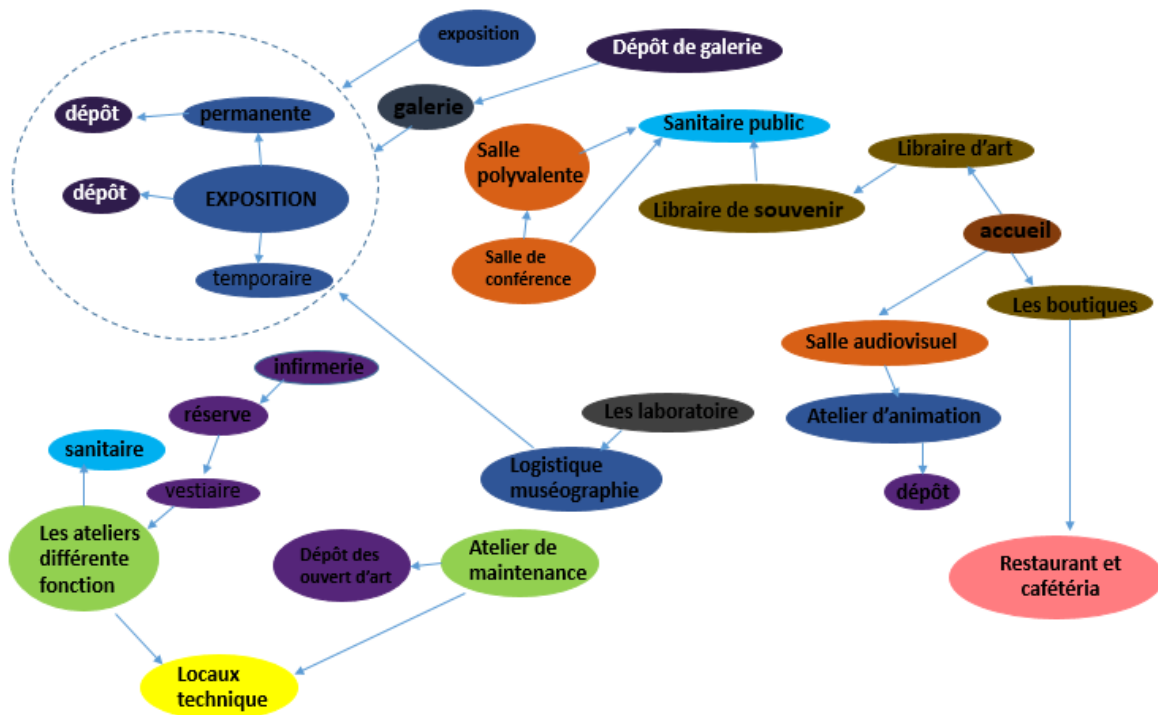 exposition
Dépôt de galerie
dépôt
permanente
galerie
Sanitaire public
Salle
polyvalente
Libraire d'art
dépôt
EXPOSITION
Libraire de souvenir
accueil
Salle de
conférence
temporaire
Les boutiques
Salle audiovisuel
infirmerie
réserve
Les laboratoire
Atelier d'animation
sanitaire
Logistique
muséographie
vestiaire
dépôt
Les ateliers
différente
fonction
Dépôt des
ouvert d'art
Atelier de
maintenance
Restaurant et
cafétéria
Locaux
technique